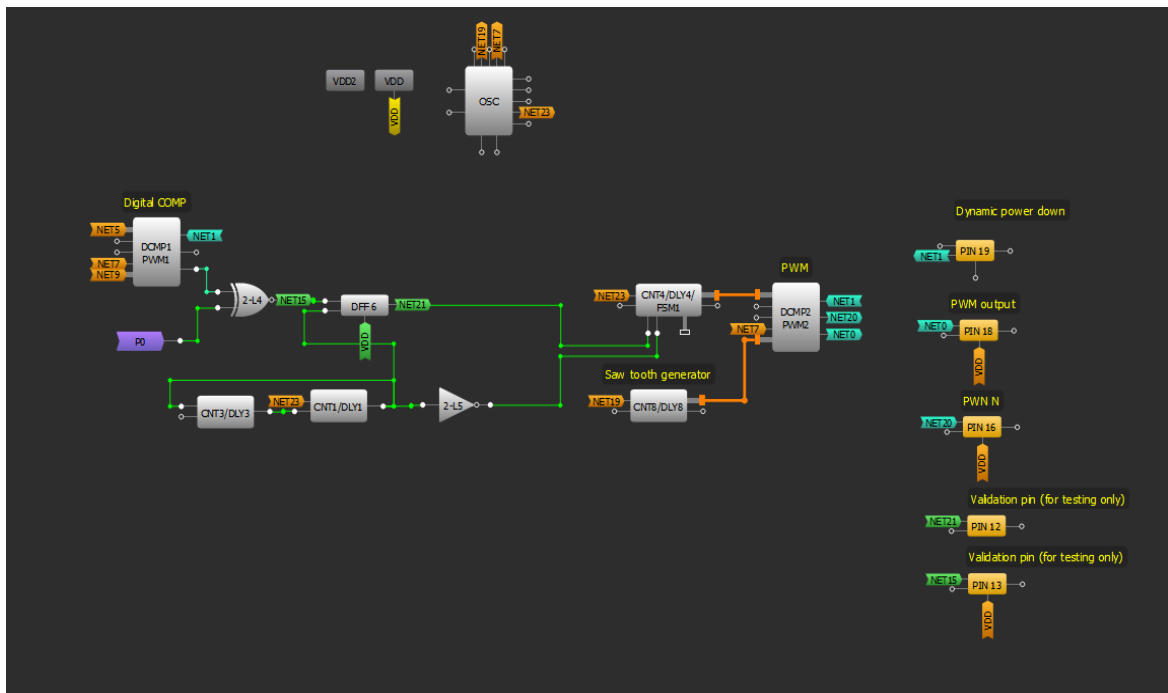 NET19
NET7
VDD2
VDD
OSC
VDD
NET23
Digital COMP
NET5
NET1
DCMP1
PWM1
NET7
NET9
2-L4
NET15
DFF 6
NET21
VDD
P0
CNT3/DLY3
NET23
CNT1/DLY1
2-L5
NET23
CNT4/DLY4/
FSM1
PWM
DCMP2
PWM2
NET1
NET20
NET0
NET7
Saw tooth generator
NET19
CNT8/DLY8
Dynamic power down
NET1
PIN 19
PWM output
NET0
PIN 18
VDD
PWN N
NET20
PIN 16
VDD
Validation pin (for testing only)
NET21
PIN 12
Validation pin (for testing only)
NET15
PIN 13
VDD